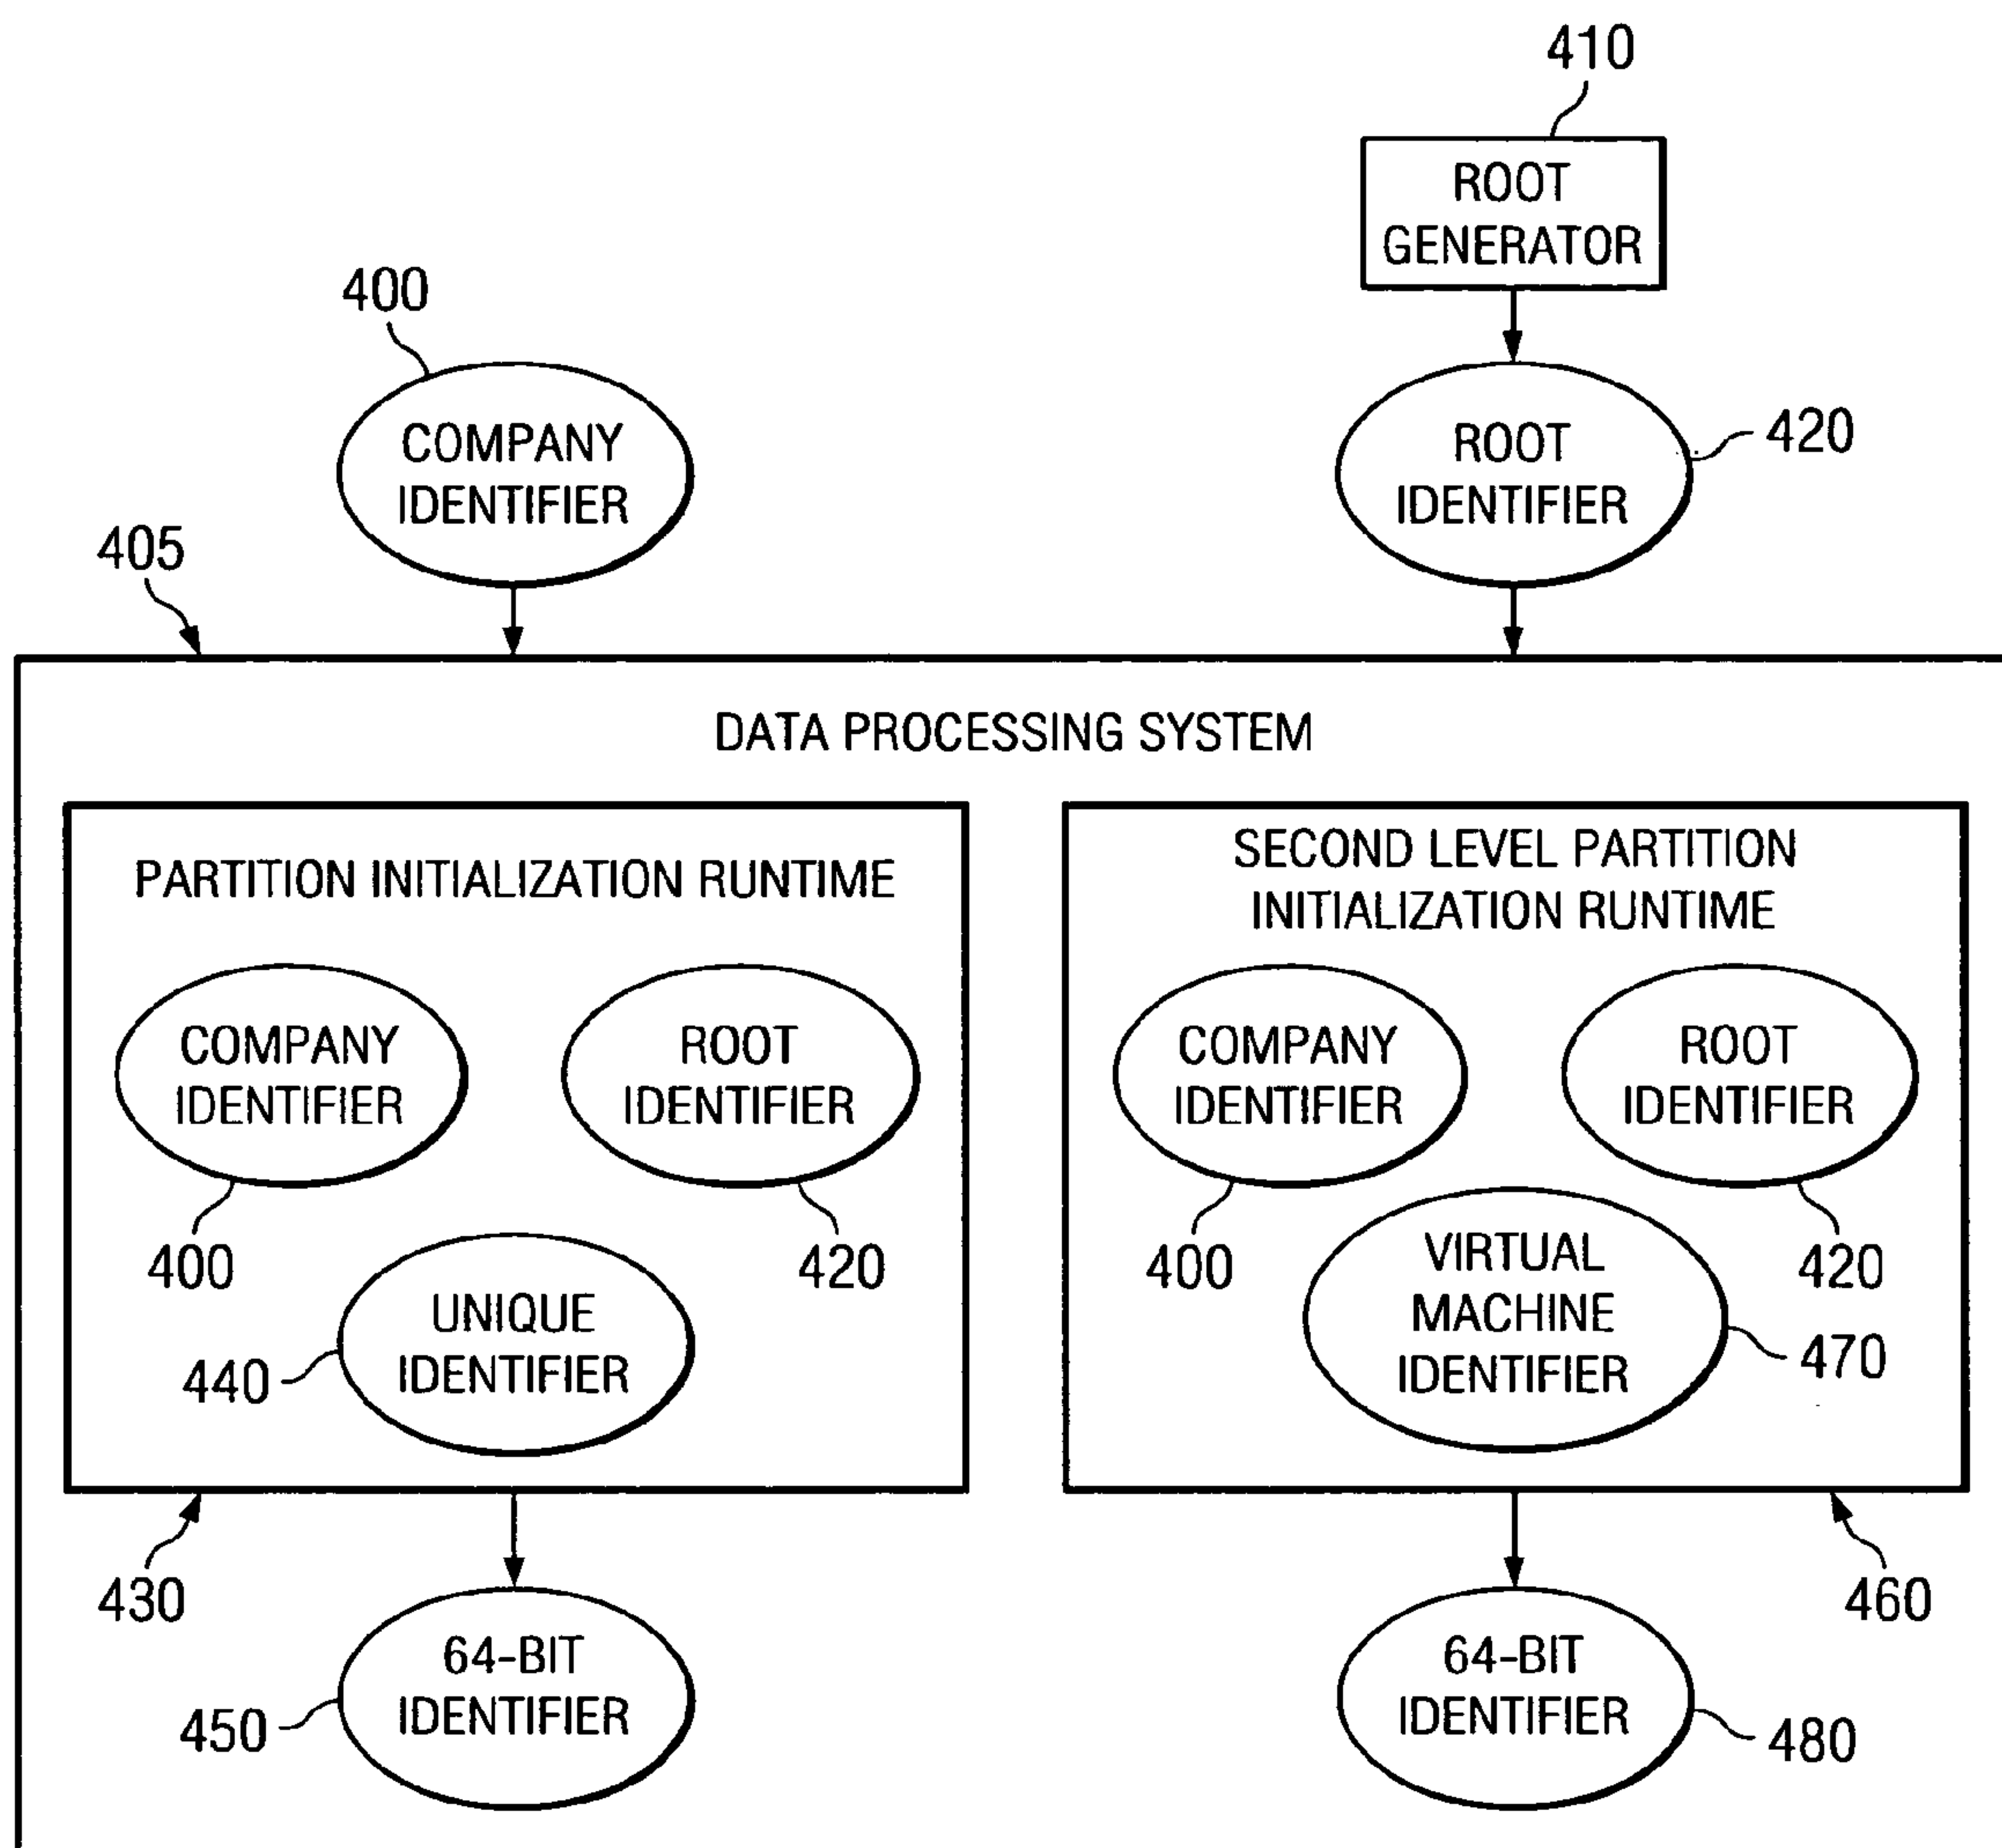 410
ROOT
GENERATOR
400
COMPANY
IDENTIFIER
ROOT
IDENTIFIER
420
405
DATA PROCESSING SYSTEM
PARTITION INITIALIZATION RUNTIME
COMPANY
IDENTIFIER
ROOT
IDENTIFIER
400
420
UNIQUE
IDENTIFIER
440
SECOND LEVEL PARTITION
INITIALIZATION RUNTIME
COMPANY
IDENTIFIER
ROOT
IDENTIFIER
400
420
VIRTUAL
MACHINE
IDENTIFIER
470
430
460
64-BIT
IDENTIFIER
450
64-BIT
IDENTIFIER
480